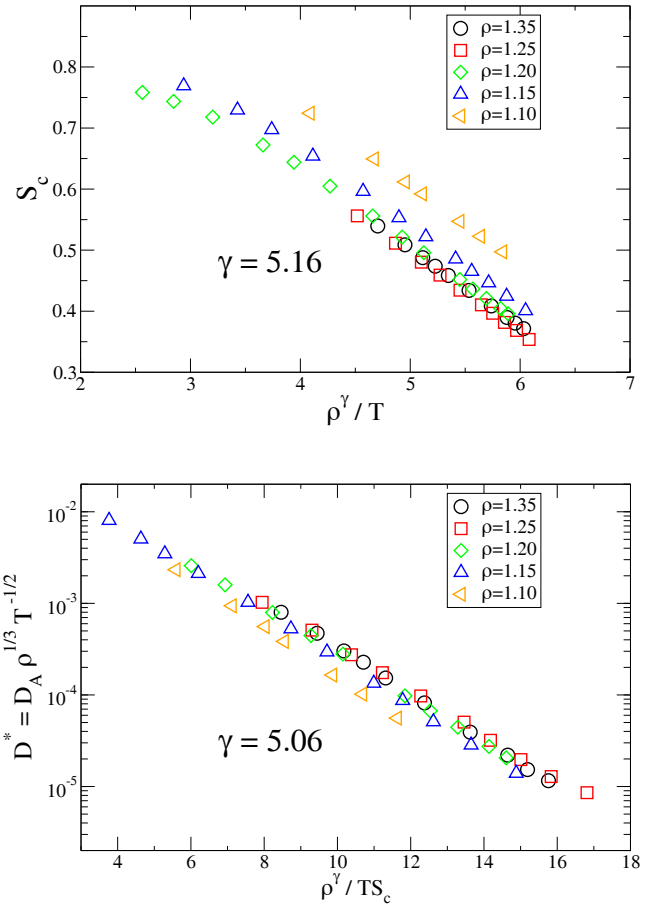 ρ=1.35
ρ=1.25
ρ=1.20
ρ=1.15
ρ=1.10
0.8
0.7
0.6
0.5
0.4
0.3
S_c
γ = 5.16
2 3 4 5 6 7
ρ^γ / T
ρ=1.35
ρ=1.25
ρ=1.20
ρ=1.15
ρ=1.10
10^-2
10^-3
10^-4
10^-5
D^* = D_A ρ^1/3 T^-1/2
γ = 5.06
4 6 8 10 12 14 16 18
ρ^γ / TS_c